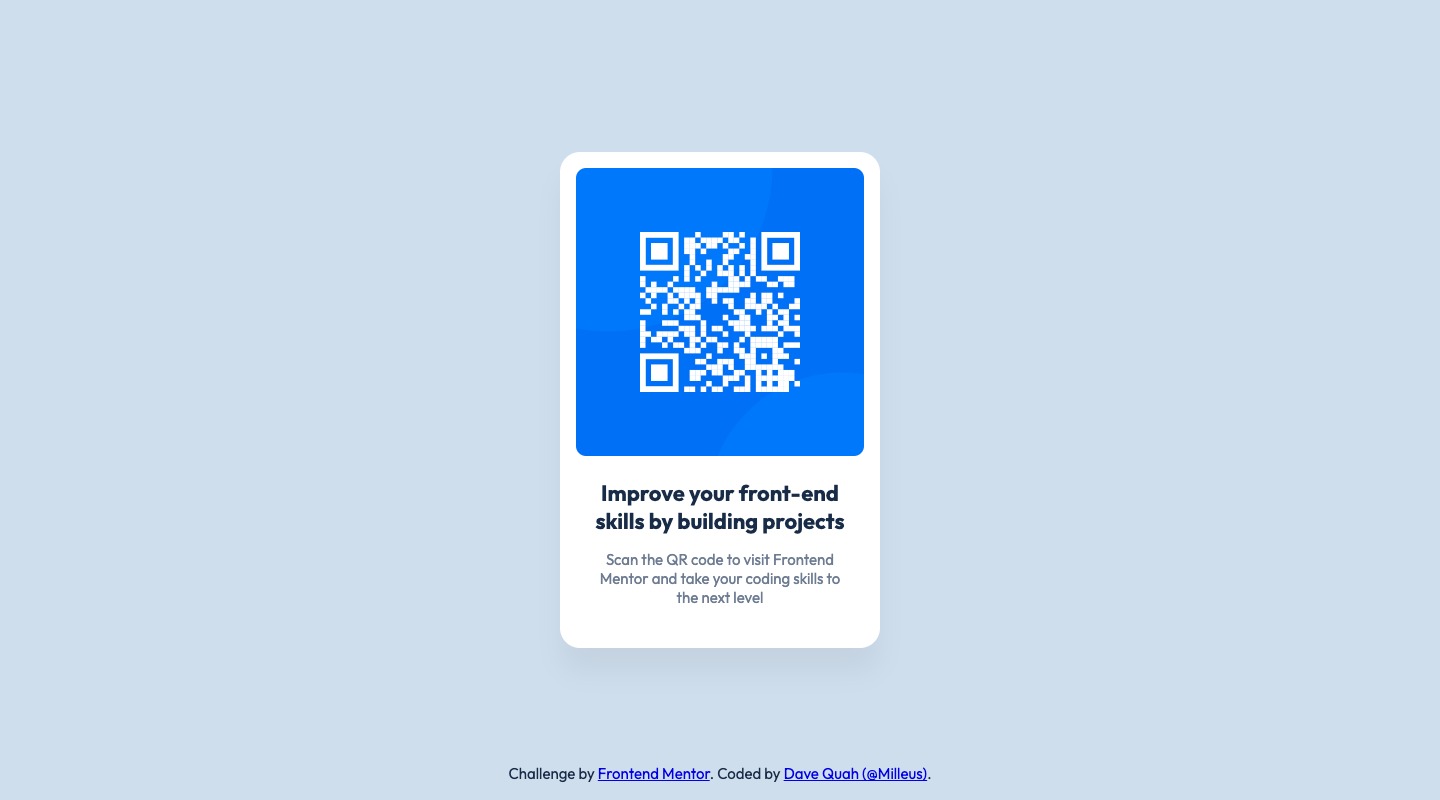 Improve your front-end
skills by building projects
Scan the QR code to visit Frontend
Mentor and take your coding skills to
the next level
Challenge by Frontend Mentor. Coded by Dave Quah (@Milleus).